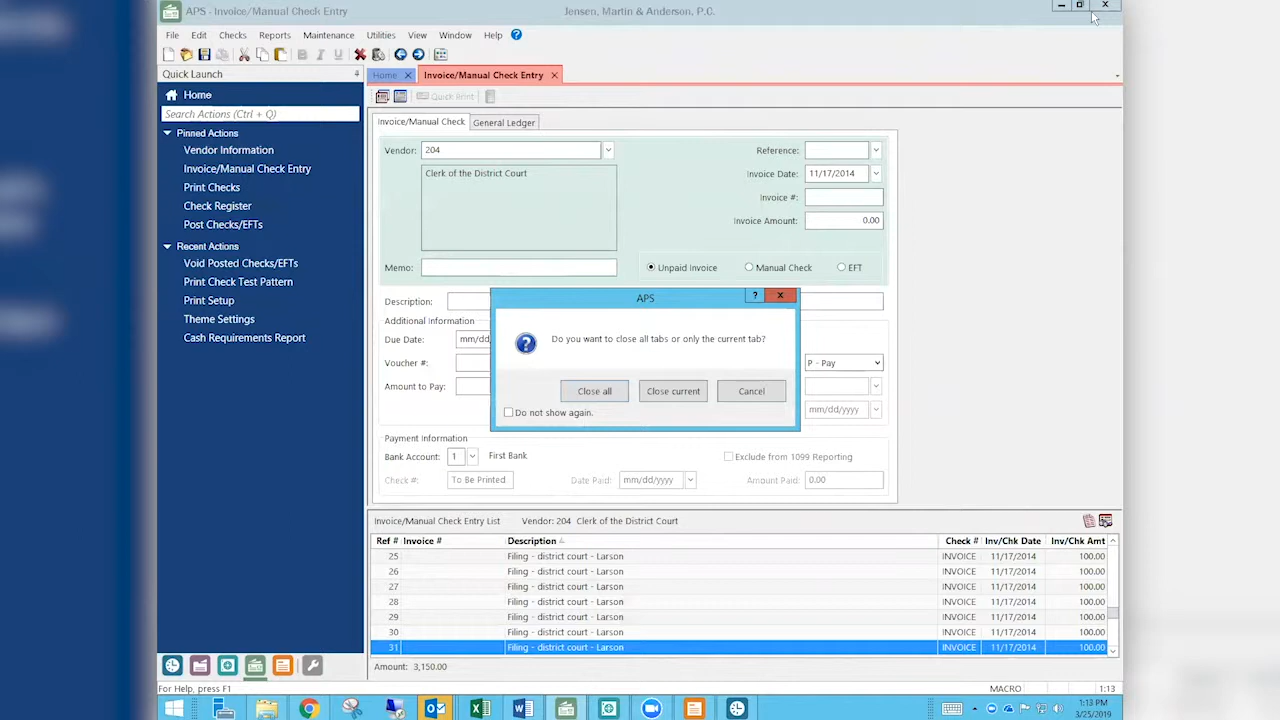 APS - Invoice/Manual Check Entry
Jensen, Martin & Anderson, P.C.
File Edit Checks Reports Maintenance Utilities View Window Help
Quick Launch
Home
Invoice/Manual Check Entry
Home
Search Actions (Ctrl + Q)
Quick Print
Pinned Actions
Vendor Information
Invoice/Manual Check Entry
Print Checks
Check Register
Post Checks/EFTs
Recent Actions
Void Posted Checks/EFTs
Print Check Test Pattern
Print Setup
Theme Settings
Cash Requirements Report
Invoice/Manual Check
General Ledger
Vendor: 204
Reference:
Clerk of the District Court
Invoice Date: 11/17/2014
Invoice #:
Invoice Amount: 0.00
Memo:
Unpaid Invoice
Manual Check
EFT
Description:
APS
Do you want to close all tabs or only the current tab?
Close all
Close current
Cancel
Do not show again.
Additional Information
Due Date: mm/dd
Voucher #:
P - Pay
Amount to Pay:
mm/dd/yyyy
Payment Information
Bank Account: 1 First Bank
Exclude from 1099 Reporting
Check #: To Be Printed
Date Paid: mm/dd/yyyy
Amount Paid: 0.00
Invoice/Manual Check Entry List Vendor: 204 Clerk of the District Court
Ref # Invoice # Description Check # Inv/Chk Date Inv/Chk Amt
25 Filing - district court - Larson INVOICE 11/17/2014 100.00
26 Filing - district court - Larson INVOICE 11/17/2014 100.00
27 Filing - district court - Larson INVOICE 11/17/2014 100.00
28 Filing - district court - Larson INVOICE 11/17/2014 100.00
29 Filing - district court - Larson INVOICE 11/17/2014 100.00
30 Filing - district court - Larson INVOICE 11/17/2014 100.00
31 Filing - district court - Larson INVOICE 11/17/2014 100.00
Amount: 3,150.00
For Help, press F1
MACRO
1:13
1:13 PM
3/25/2019